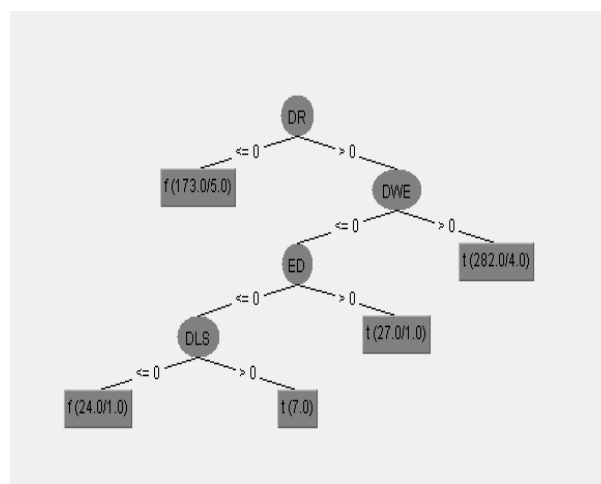 DR
<= 0
> 0
f (173.0/5.0)
DWE
<= 0
> 0
ED
t (282.0/4.0)
<= 0
> 0
DLS
t (27.0/1.0)
<= 0
> 0
f (24.0/1.0)
t (7.0)